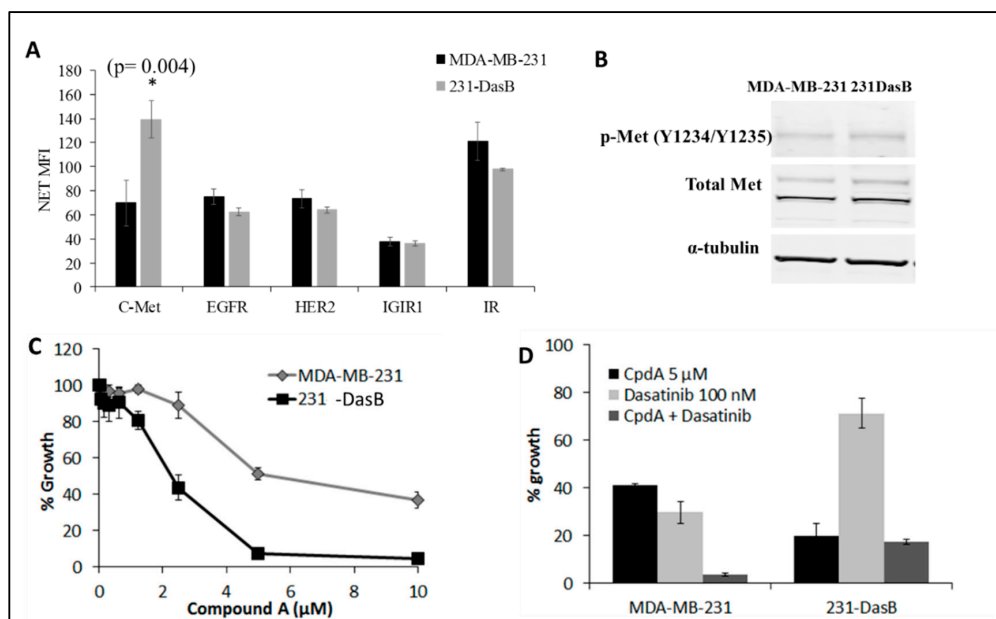 A
(p= 0.004)
*
MDA-MB-231
231-DasB
180
160
140
120
100
80
60
40
20
0
NET MFI
C-Met EGFR HER2 IGIR1 IR
B
MDA-MB-231 231DasB
p-Met (Y1234/Y1235)
Total Met
α-tubulin
C
120
100
80
60
40
20
0
% Growth
MDA-MB-231
231 -DasB
0 2 4 6 8 10
Compound A (µM)
D
100
80
60
40
20
0
% growth
CpdA 5 µM
Dasatinib 100 nM
CpdA + Dasatinib
MDA-MB-231 231-DasB